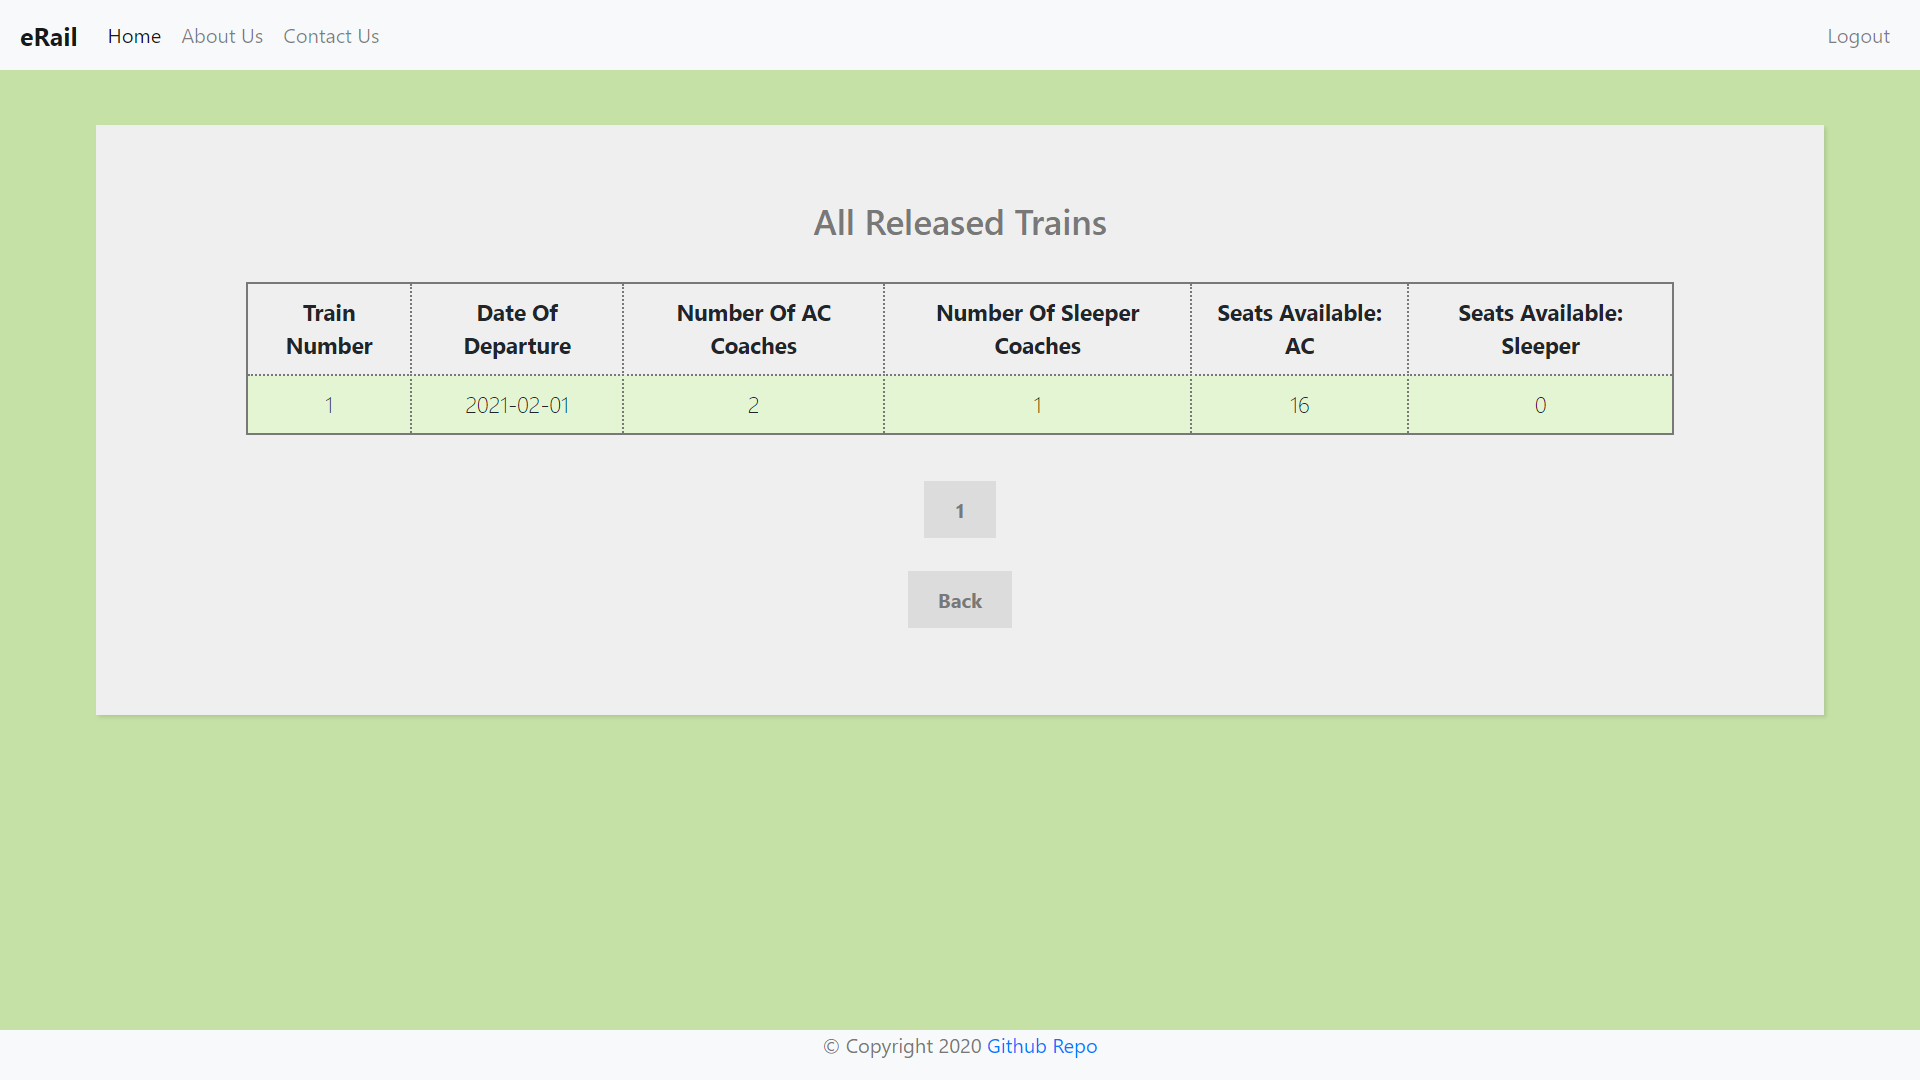 eRail Home About Us Contact Us Logout
All Released Trains
Train Number Date Of Departure Number Of AC Coaches Number Of Sleeper Coaches Seats Available: AC Seats Available: Sleeper
1 2021-02-01 2 1 16 0
1
Back
© Copyright 2020 Github Repo